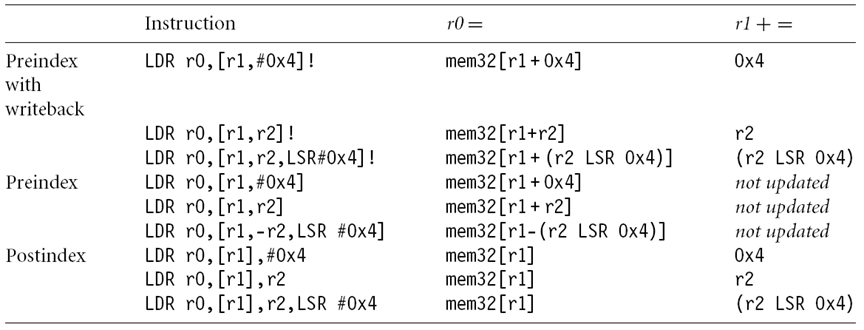 Instruction r0 = r1 + =
Preindex LDR r0,[r1,#0x4]! mem32[r1 + 0x4] 0x4
with
writeback
LDR r0,[r1,r2]! mem32[r1+r2] r2
LDR r0,[r1,r2,LSR#0x4]! mem32[r1 + (r2 LSR 0x4)] (r2 LSR 0x4)
Preindex LDR r0,[r1,#0x4] mem32[r1 + 0x4] not updated
LDR r0,[r1,r2] mem32[r1 + r2] not updated
LDR r0,[r1,-r2,LSR #0x4] mem32[r1-(r2 LSR 0x4)] not updated
Postindex LDR r0,[r1],#0x4 mem32[r1] 0x4
LDR r0,[r1],r2 mem32[r1] r2
LDR r0,[r1],r2,LSR #0x4 mem32[r1] (r2 LSR 0x4)